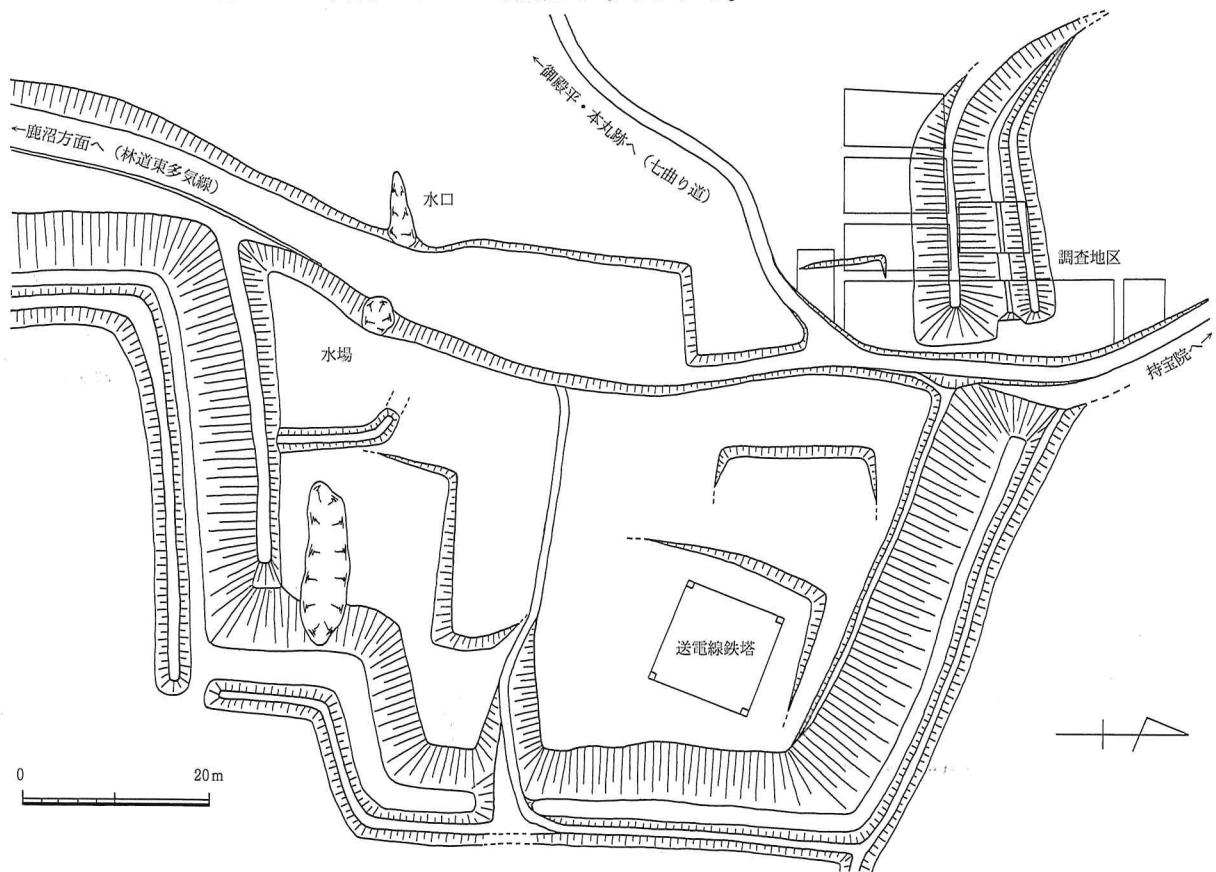 ←御殿平・本丸跡へ（七曲り道）
←鹿沼方面へ（林道東多気線）
水口
調査地区
持宝院へ→
水場
送電線鉄塔
0 20m